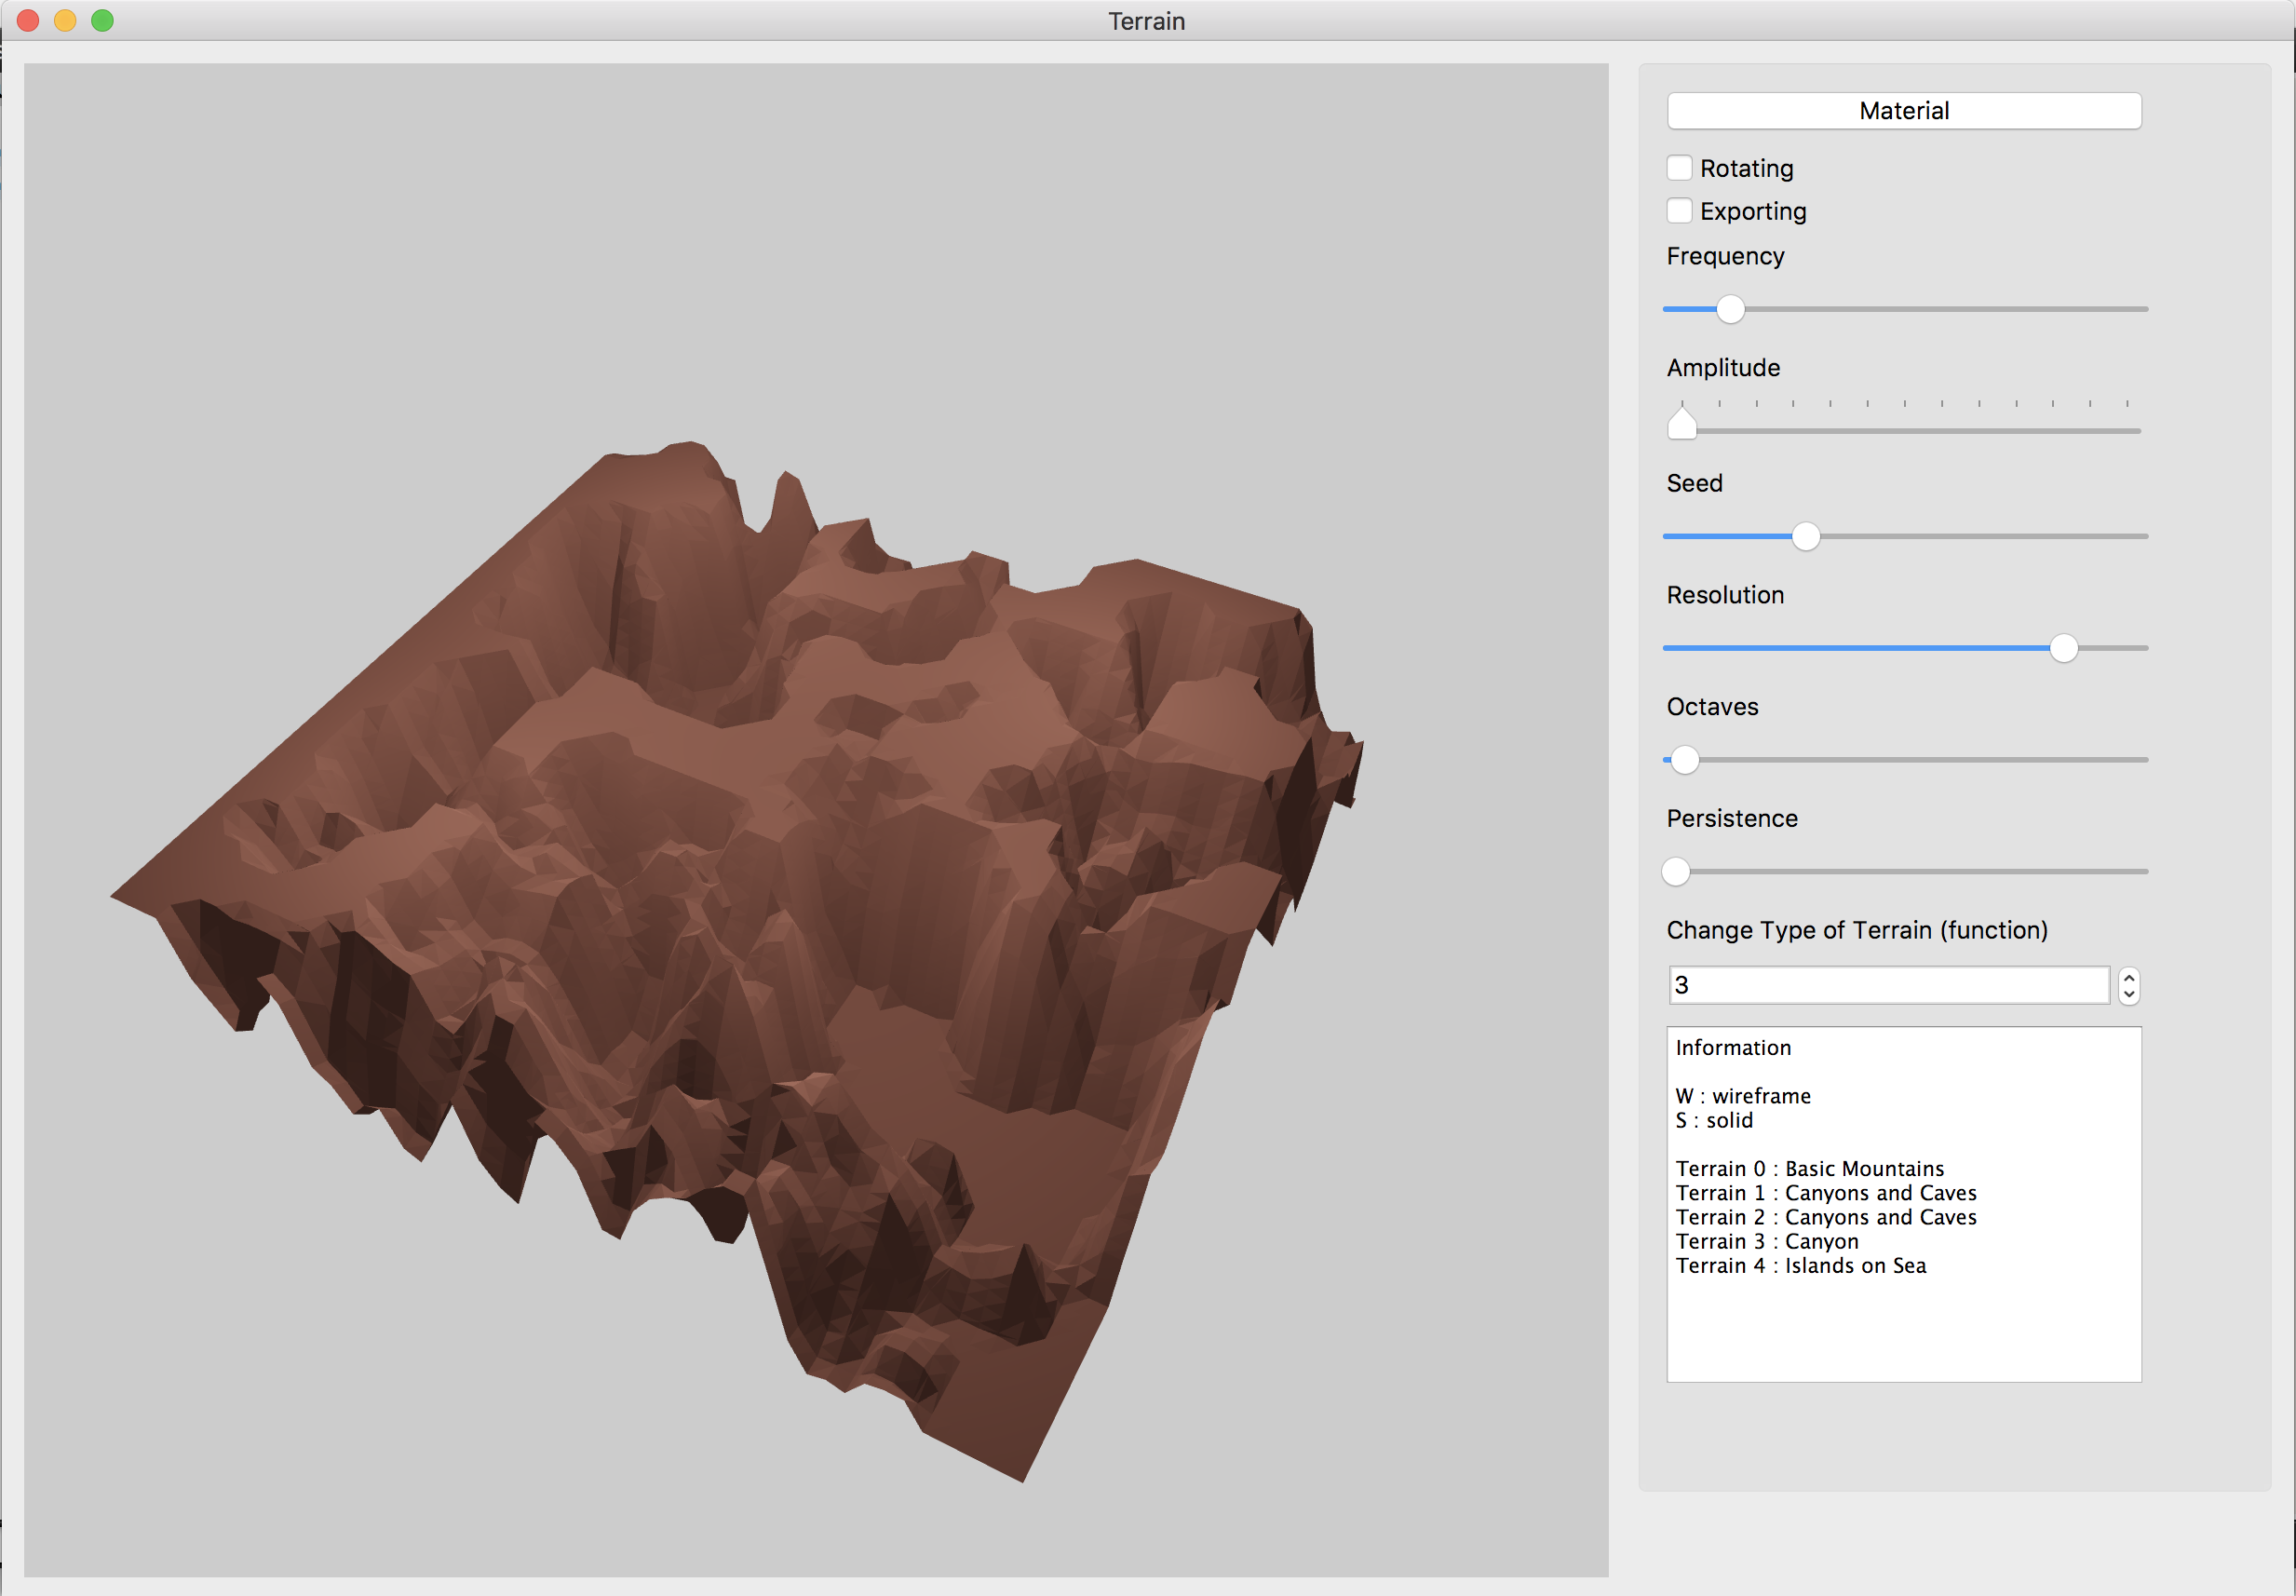 Terrain
Material
Rotating
Exporting
Frequency
Amplitude
Seed
Resolution
Octaves
Persistence
Change Type of Terrain (function)
3
Information
W : wireframe
S : solid
Terrain 0 : Basic Mountains
Terrain 1 : Canyons and Caves
Terrain 2 : Canyons and Caves
Terrain 3 : Canyon
Terrain 4 : Islands on Sea